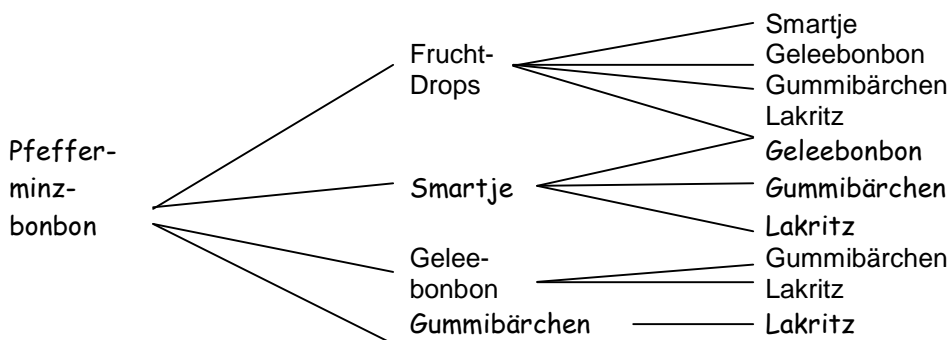 Pfeffer-
minz-
bonbon
Frucht-
Drops
Smartje
Geleebonbon
Gummibärchen
Lakritz
Smartje
Geleebonbon
Gummibärchen
Lakritz
Gelee-
bonbon
Gummibärchen
Lakritz
Gummibärchen
Lakritz